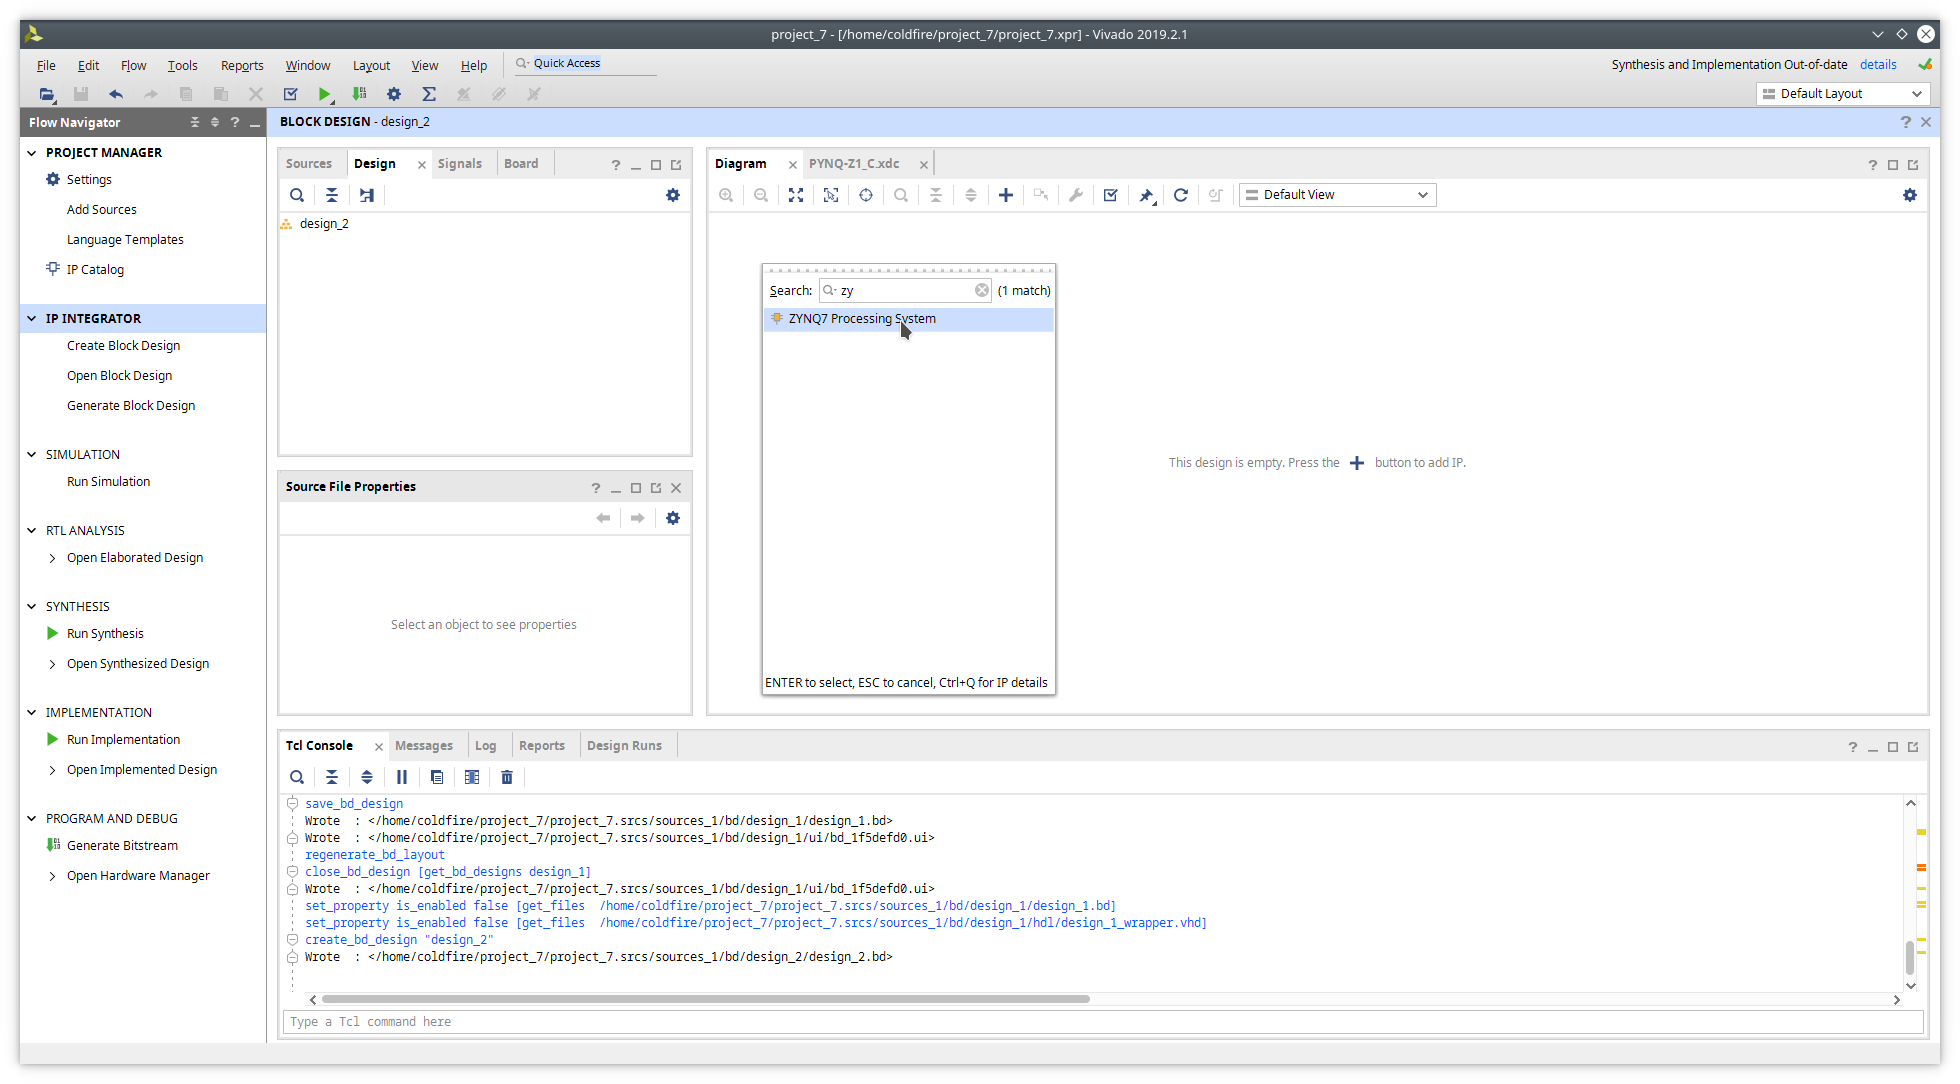 project_7 - [/home/coldfire/project_7/project_7.xpr] - Vivado 2019.2.1
File Edit Flow Tools Reports Window Layout View Help Quick Access
Synthesis and Implementation Out-of-date details
Default Layout
Flow Navigator
PROJECT MANAGER
Settings
Add Sources
Language Templates
IP Catalog
IP INTEGRATOR
Create Block Design
Open Block Design
Generate Block Design
SIMULATION
Run Simulation
RTL ANALYSIS
Open Elaborated Design
SYNTHESIS
Run Synthesis
Open Synthesized Design
IMPLEMENTATION
Run Implementation
Open Implemented Design
PROGRAM AND DEBUG
Generate Bitstream
Open Hardware Manager
BLOCK DESIGN - design_2
Sources Design Signals Board
design_2
Source File Properties
Select an object to see properties
Diagram PYNQ-Z1_C.xdc
Default View
Search: zy (1 match)
ZYNQ7 Processing System
ENTER to select, ESC to cancel, Ctrl+Q for IP details
This design is empty. Press the + button to add IP.
Tcl Console Messages Log Reports Design Runs
save_bd_design
Wrote  : </home/coldfire/project_7/project_7.srcs/sources_1/bd/design_1/design_1.bd>
Wrote  : </home/coldfire/project_7/project_7.srcs/sources_1/bd/design_1/ui/bd_1f5defd0.ui>
regenerate_bd_layout
close_bd_design [get_bd_designs design_1]
Wrote  : </home/coldfire/project_7/project_7.srcs/sources_1/bd/design_1/ui/bd_1f5defd0.ui>
set_property is_enabled false [get_files  /home/coldfire/project_7/project_7.srcs/sources_1/bd/design_1/design_1.bd]
set_property is_enabled false [get_files  /home/coldfire/project_7/project_7.srcs/sources_1/bd/design_1/hdl/design_1_wrapper.vhd]
create_bd_design "design_2"
Wrote  : </home/coldfire/project_7/project_7.srcs/sources_1/bd/design_2/design_2.bd>
Type a Tcl command here